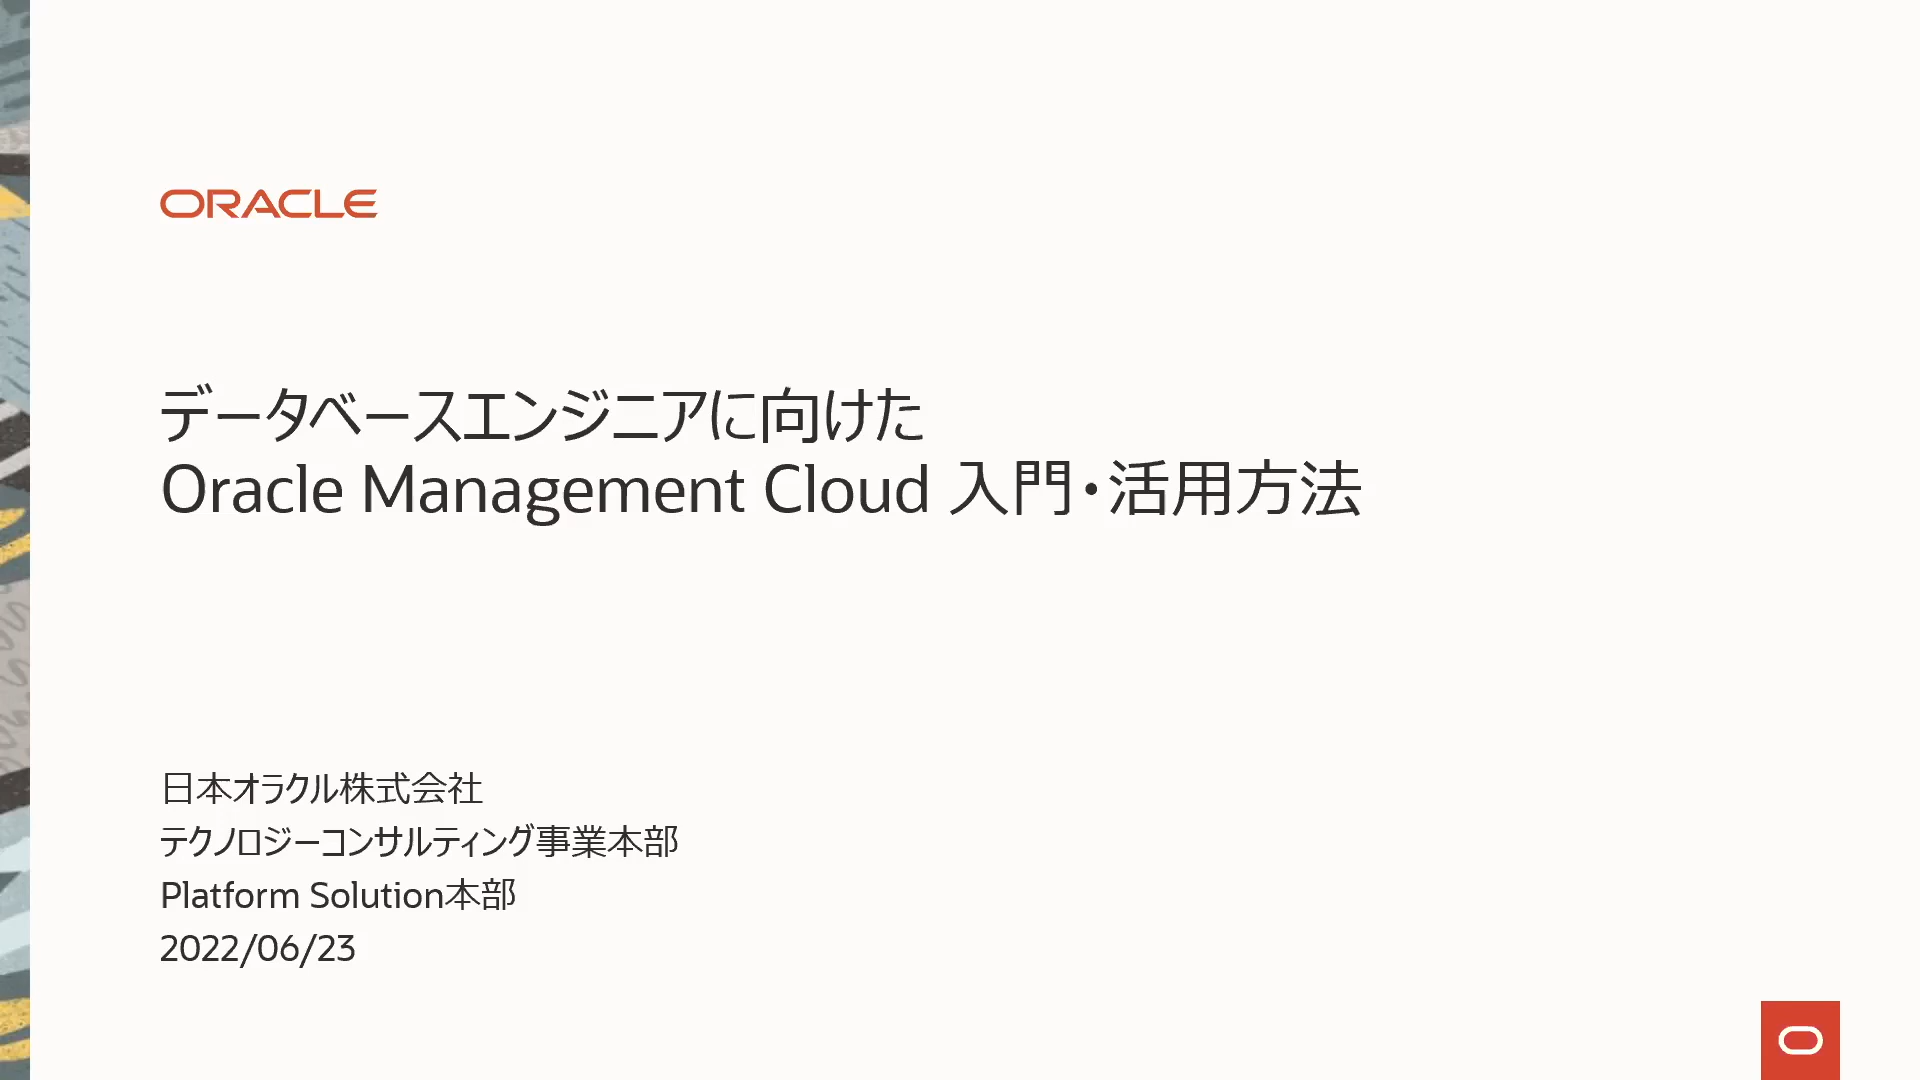 ORACLE
データベースエンジニアに向けた
Oracle Management Cloud 入門・活用方法
日本オラクル株式会社
テクノロジーコンサルティング事業本部
Platform Solution本部
2022/06/23